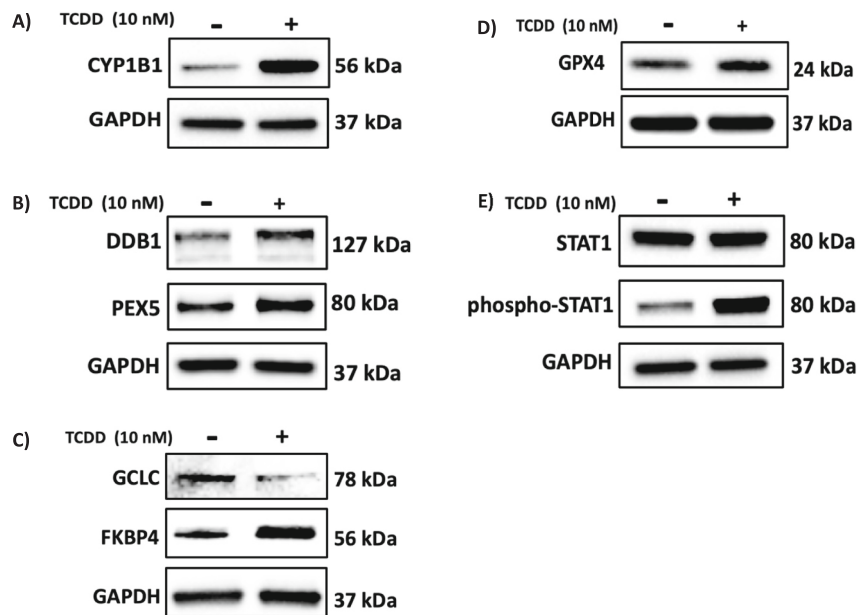 A) TCDD (10 nM) - +
CYP1B1 56 kDa
GAPDH 37 kDa
B) TCDD (10 nM) - +
DDB1 127 kDa
PEX5 80 kDa
GAPDH 37 kDa
C) TCDD (10 nM) - +
GCLC 78 kDa
FKBP4 56 kDa
GAPDH 37 kDa
D) TCDD (10 nM) - +
GPX4 24 kDa
GAPDH 37 kDa
E) TCDD (10 nM) - +
STAT1 80 kDa
phospho-STAT1 80 kDa
GAPDH 37 kDa